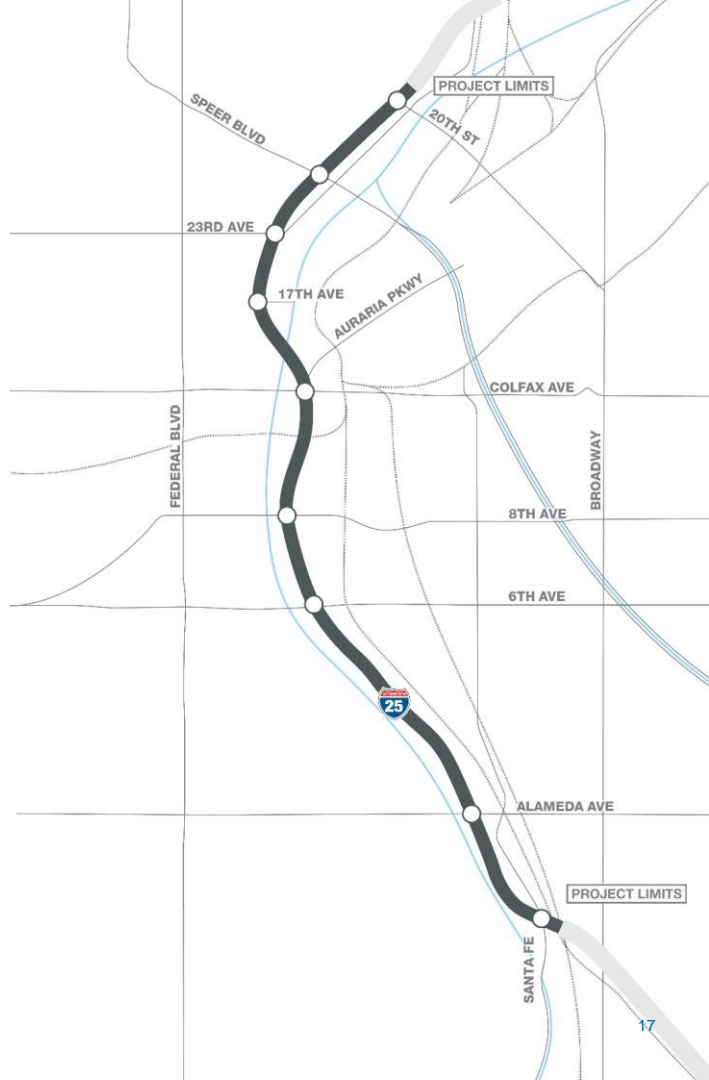 PROJECT LIMITS
SPEER BLVD
20TH ST
23RD AVE
17TH AVE
AURARIA PKWY
COLFAX AVE
FEDERAL BLVD
BROADWAY
8TH AVE
6TH AVE
25
ALAMEDA AVE
PROJECT LIMITS
SANTA FE
17